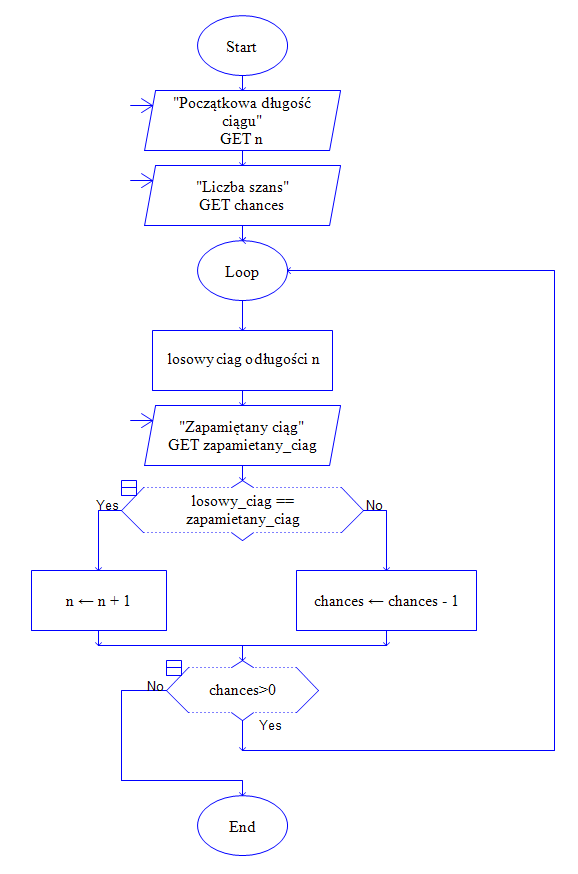 Start
"Początkowa długość
ciągu"
GET n
"Liczba szans"
GET chances
Loop
losowy ciag o długości n
"Zapamiętany ciąg"
GET zapamietany_ciag
losowy_ciag ==
zapamietany_ciag
Yes
No
n ← n + 1
chances ← chances - 1
chances>0
No
Yes
End